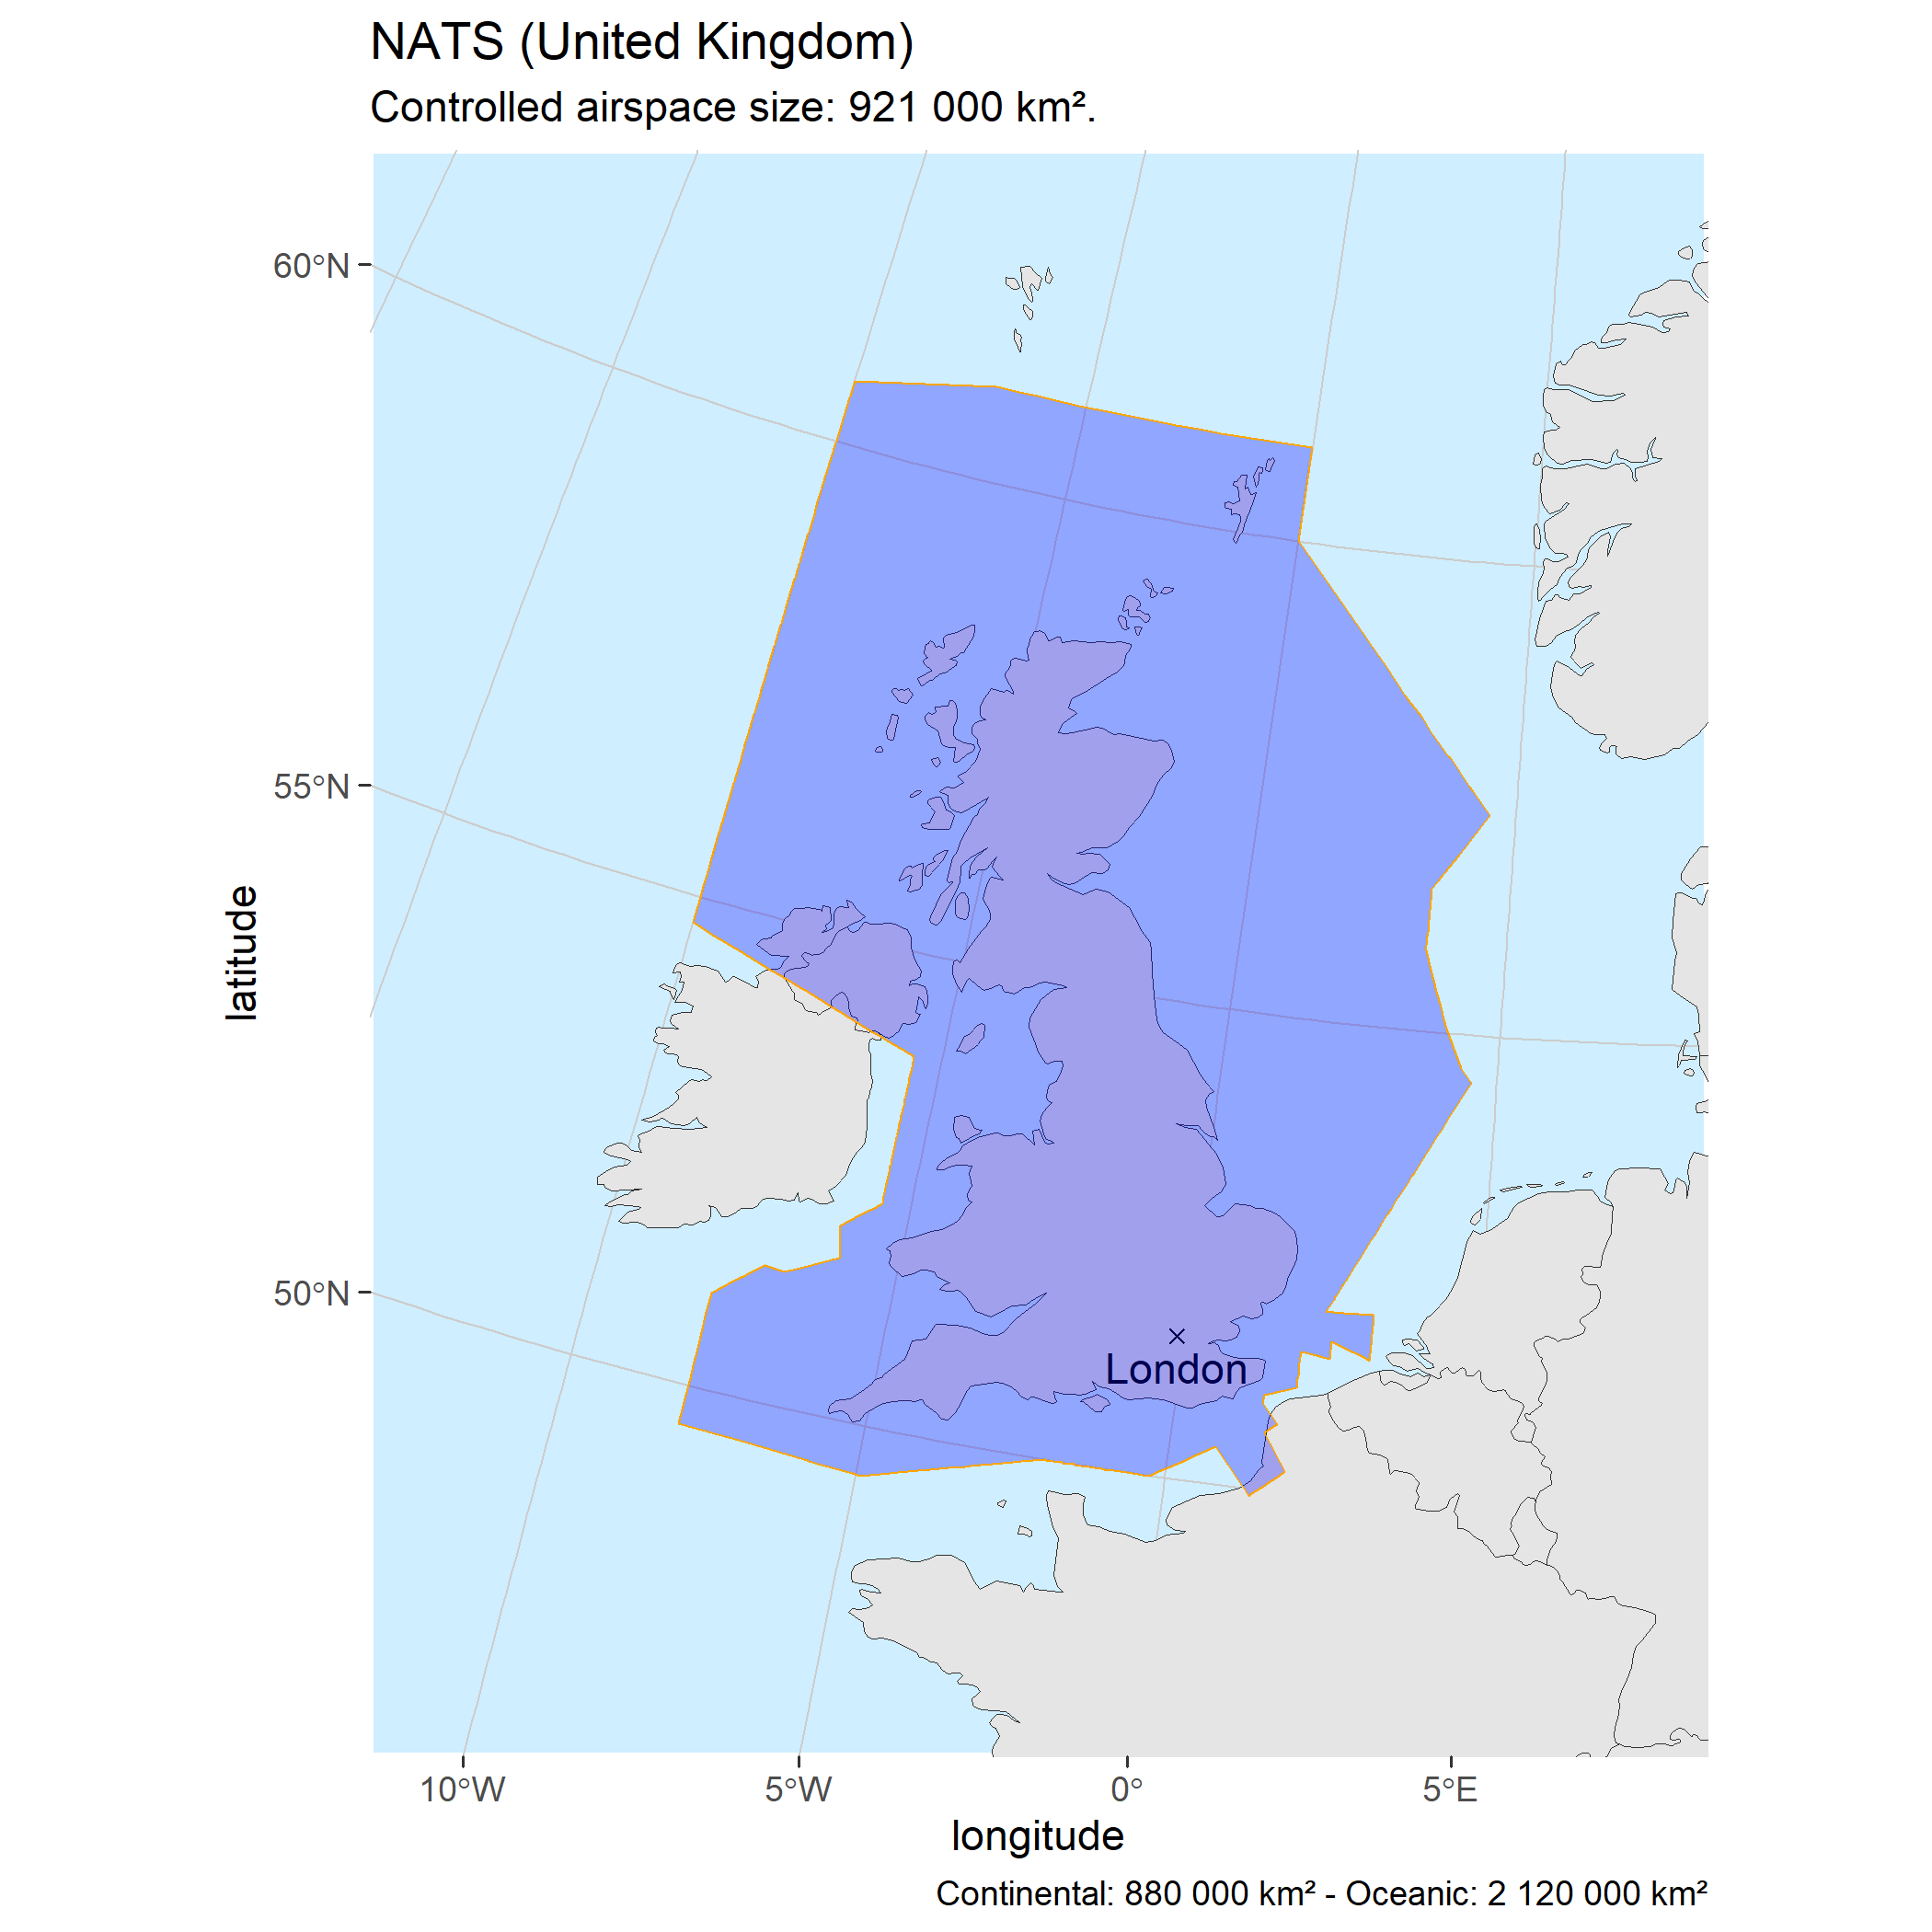 NATS (United Kingdom)
Controlled airspace size: 921 000 km².
60°N
55°N
50°N
latitude
London
10°W
5°W
0°
5°E
longitude
Continental: 880 000 km² - Oceanic: 2 120 000 km²